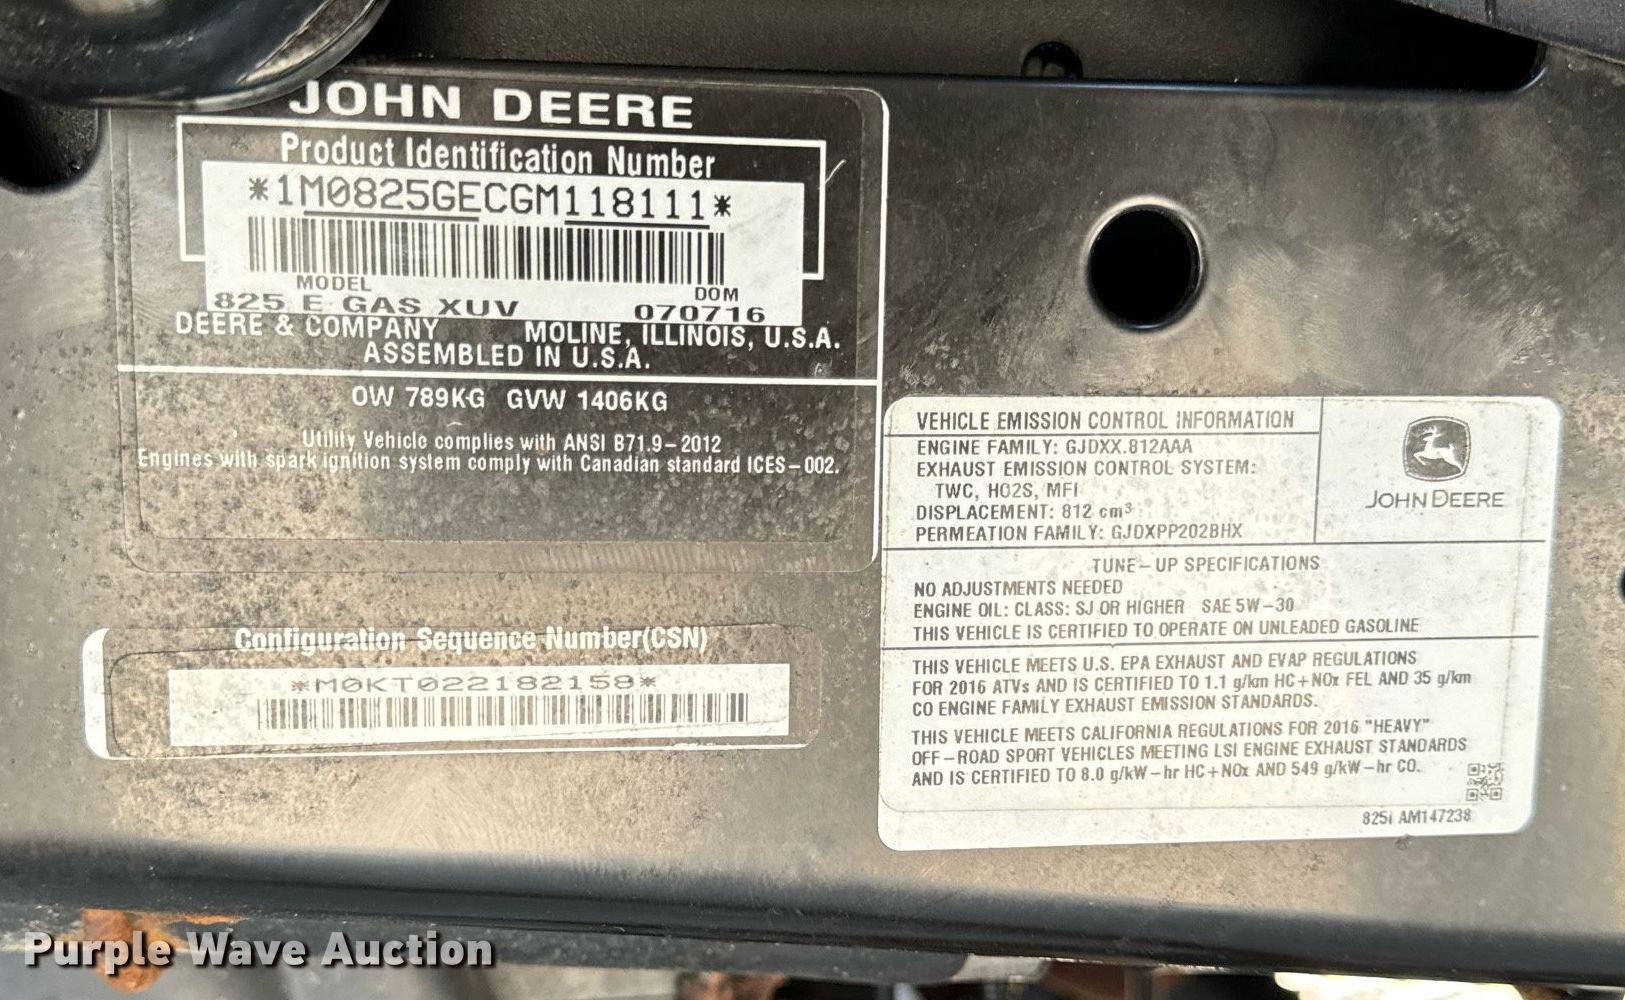 JOHN DEERE
Product Identification Number
*1M0825GECGM118111*
MODEL DOM
825 E GAS XUV 070716
DEERE & COMPANY MOLINE, ILLINOIS, U.S.A.
ASSEMBLED IN U.S.A.
OW 789KG GVW 1406KG
Utility Vehicle complies with ANSI B71.9-2012
Engines with spark ignition system comply with Canadian standard ICES-002.
Configuration Sequence Number(CSN)
*M0KT022182158*
VEHICLE EMISSION CONTROL INFORMATION
ENGINE FAMILY: GJDXX.812AAA
EXHAUST EMISSION CONTROL SYSTEM:
TWC, HO2S, MFI
DISPLACEMENT: 812 cm³
PERMEATION FAMILY: GJDXPP202BHX
JOHN DEERE
TUNE-UP SPECIFICATIONS
NO ADJUSTMENTS NEEDED
ENGINE OIL: CLASS: SJ OR HIGHER SAE 5W-30
THIS VEHICLE IS CERTIFIED TO OPERATE ON UNLEADED GASOLINE
THIS VEHICLE MEETS U.S. EPA EXHAUST AND EVAP REGULATIONS
FOR 2016 ATVs AND IS CERTIFIED TO 1.1 g/km HC+NOx FEL AND 35 g/km
CO ENGINE FAMILY EXHAUST EMISSION STANDARDS.
THIS VEHICLE MEETS CALIFORNIA REGULATIONS FOR 2016 "HEAVY"
OFF-ROAD SPORT VEHICLES MEETING LSI ENGINE EXHAUST STANDARDS
AND IS CERTIFIED TO 8.0 g/kW-hr HC+NOx AND 549 g/kW-hr CO.
825i AM147238
Purple Wave Auction